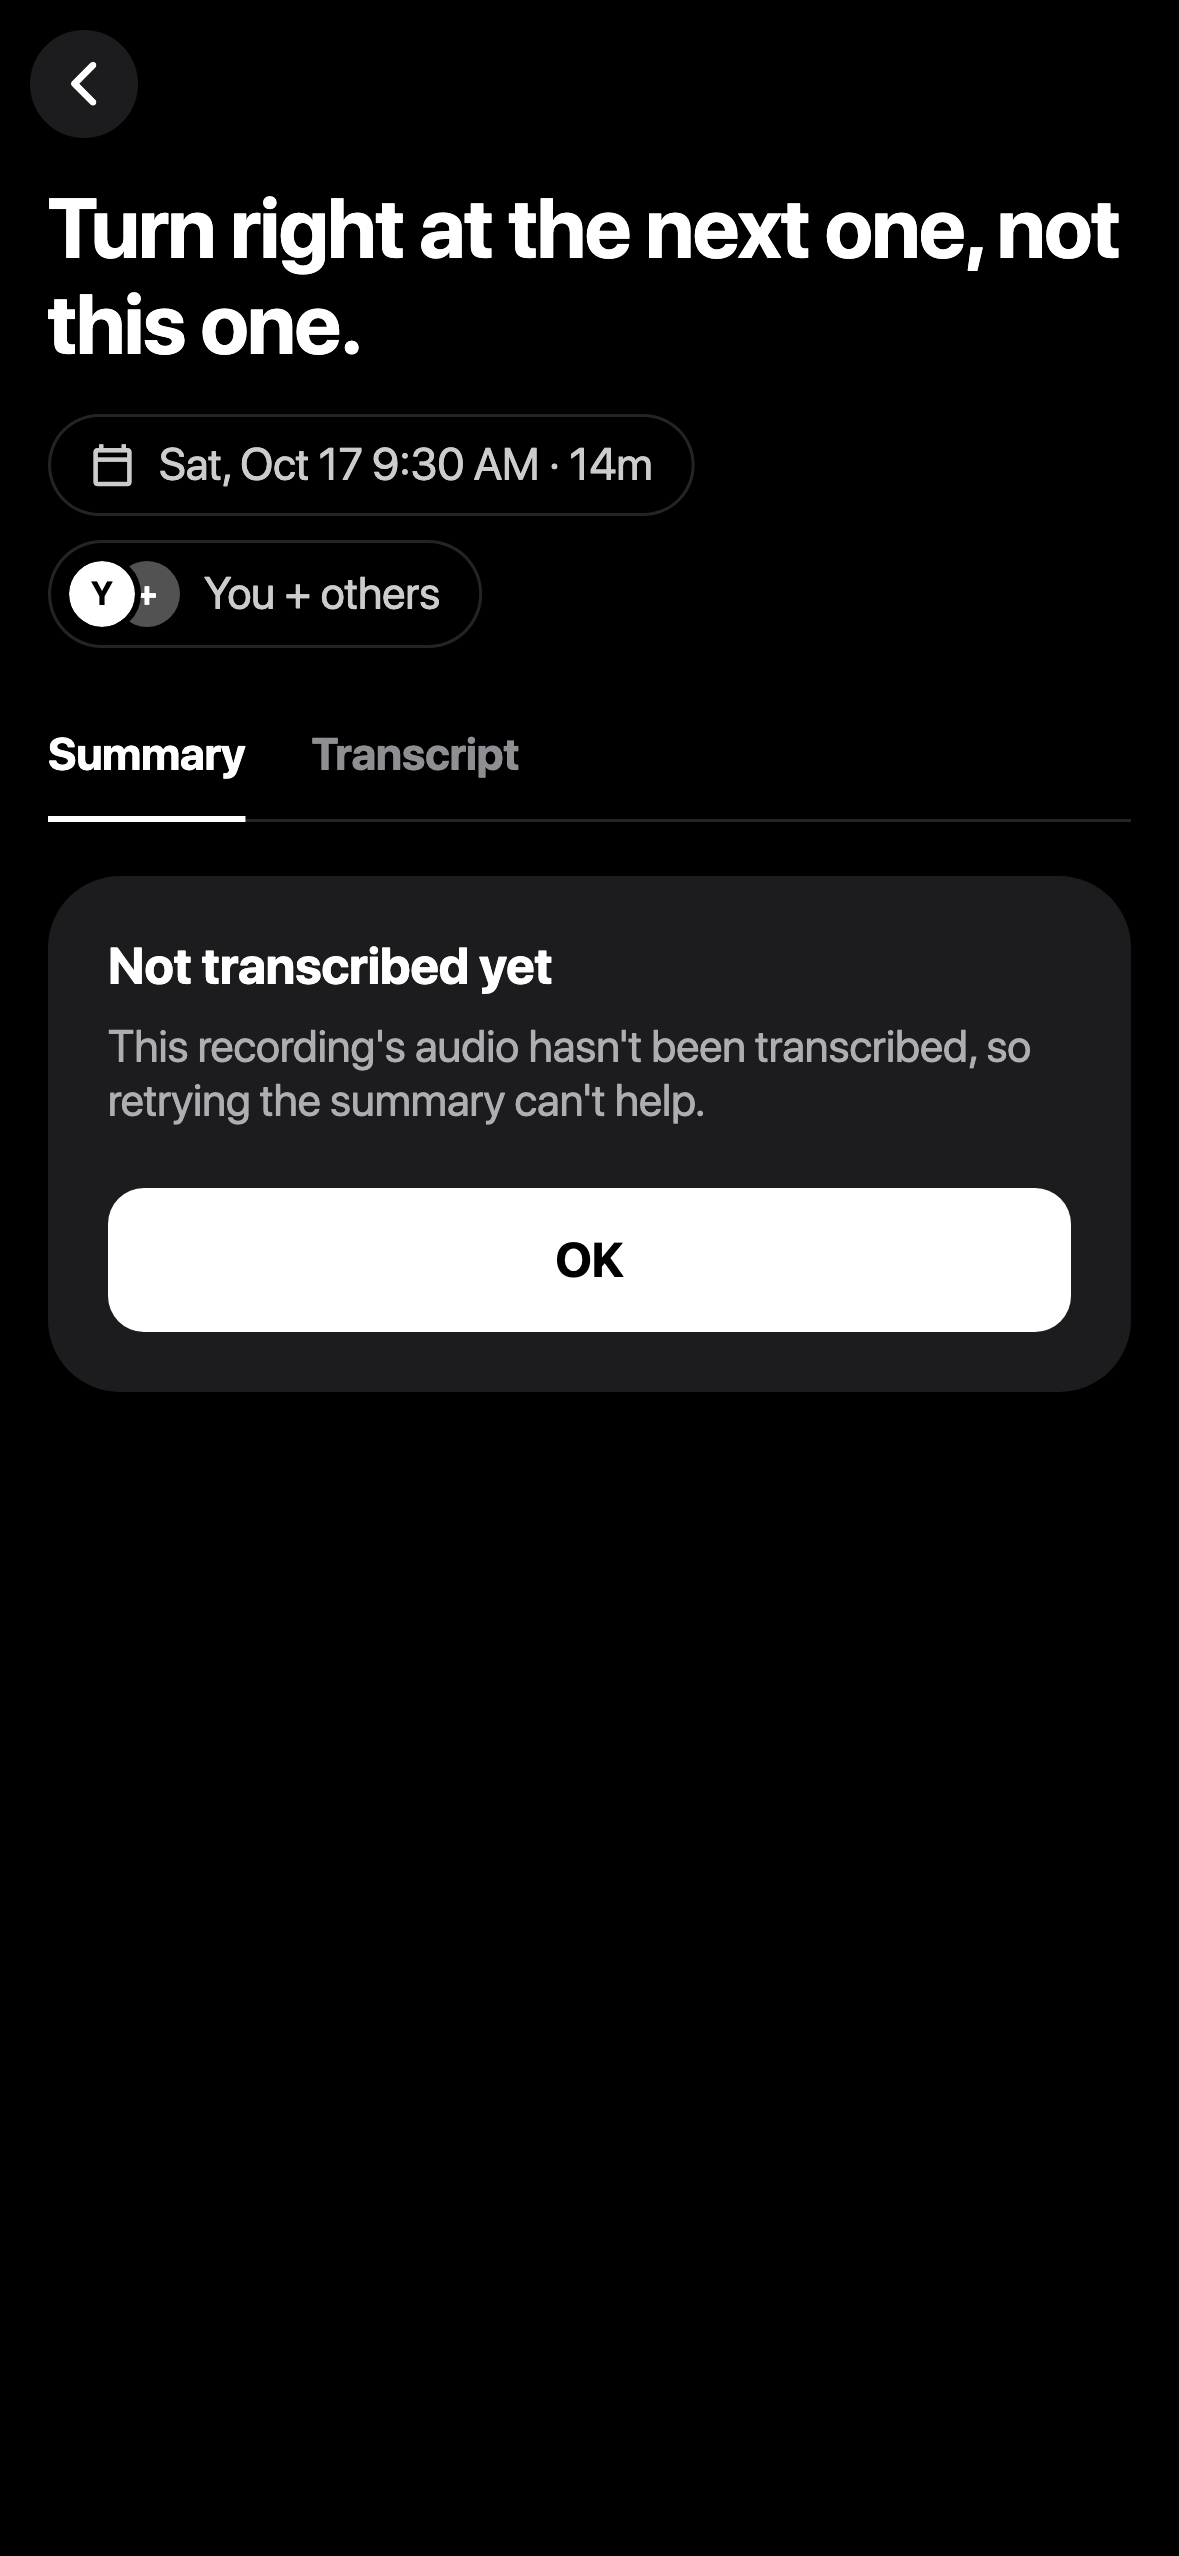 Turn right at the next one, not
this one.
Sat, Oct 17 9:30 AM · 14m
Y + You + others
Summary Transcript
Not transcribed yet
This recording's audio hasn't been transcribed, so
retrying the summary can't help.
OK